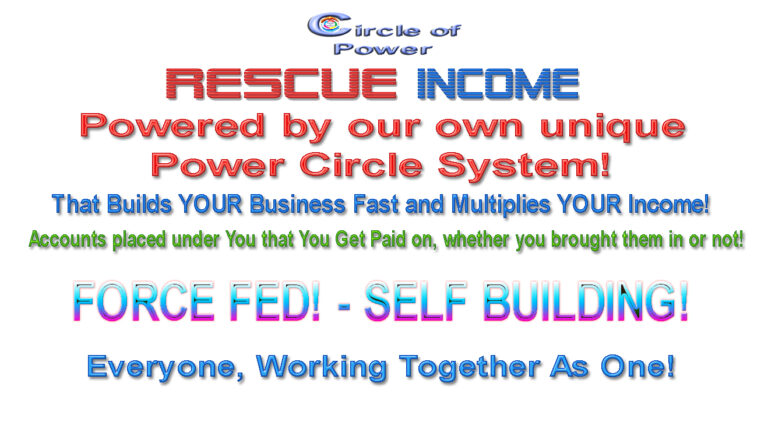 Circle of
Power
RESCUE INCOME
Powered by our own unique
Power Circle System!
That Builds YOUR Business Fast and Multiplies YOUR Income!
Accounts placed under You that You Get Paid on, whether you brought them in or not!
FORCE FED! - SELF BUILDING!
Everyone, Working Together As One!